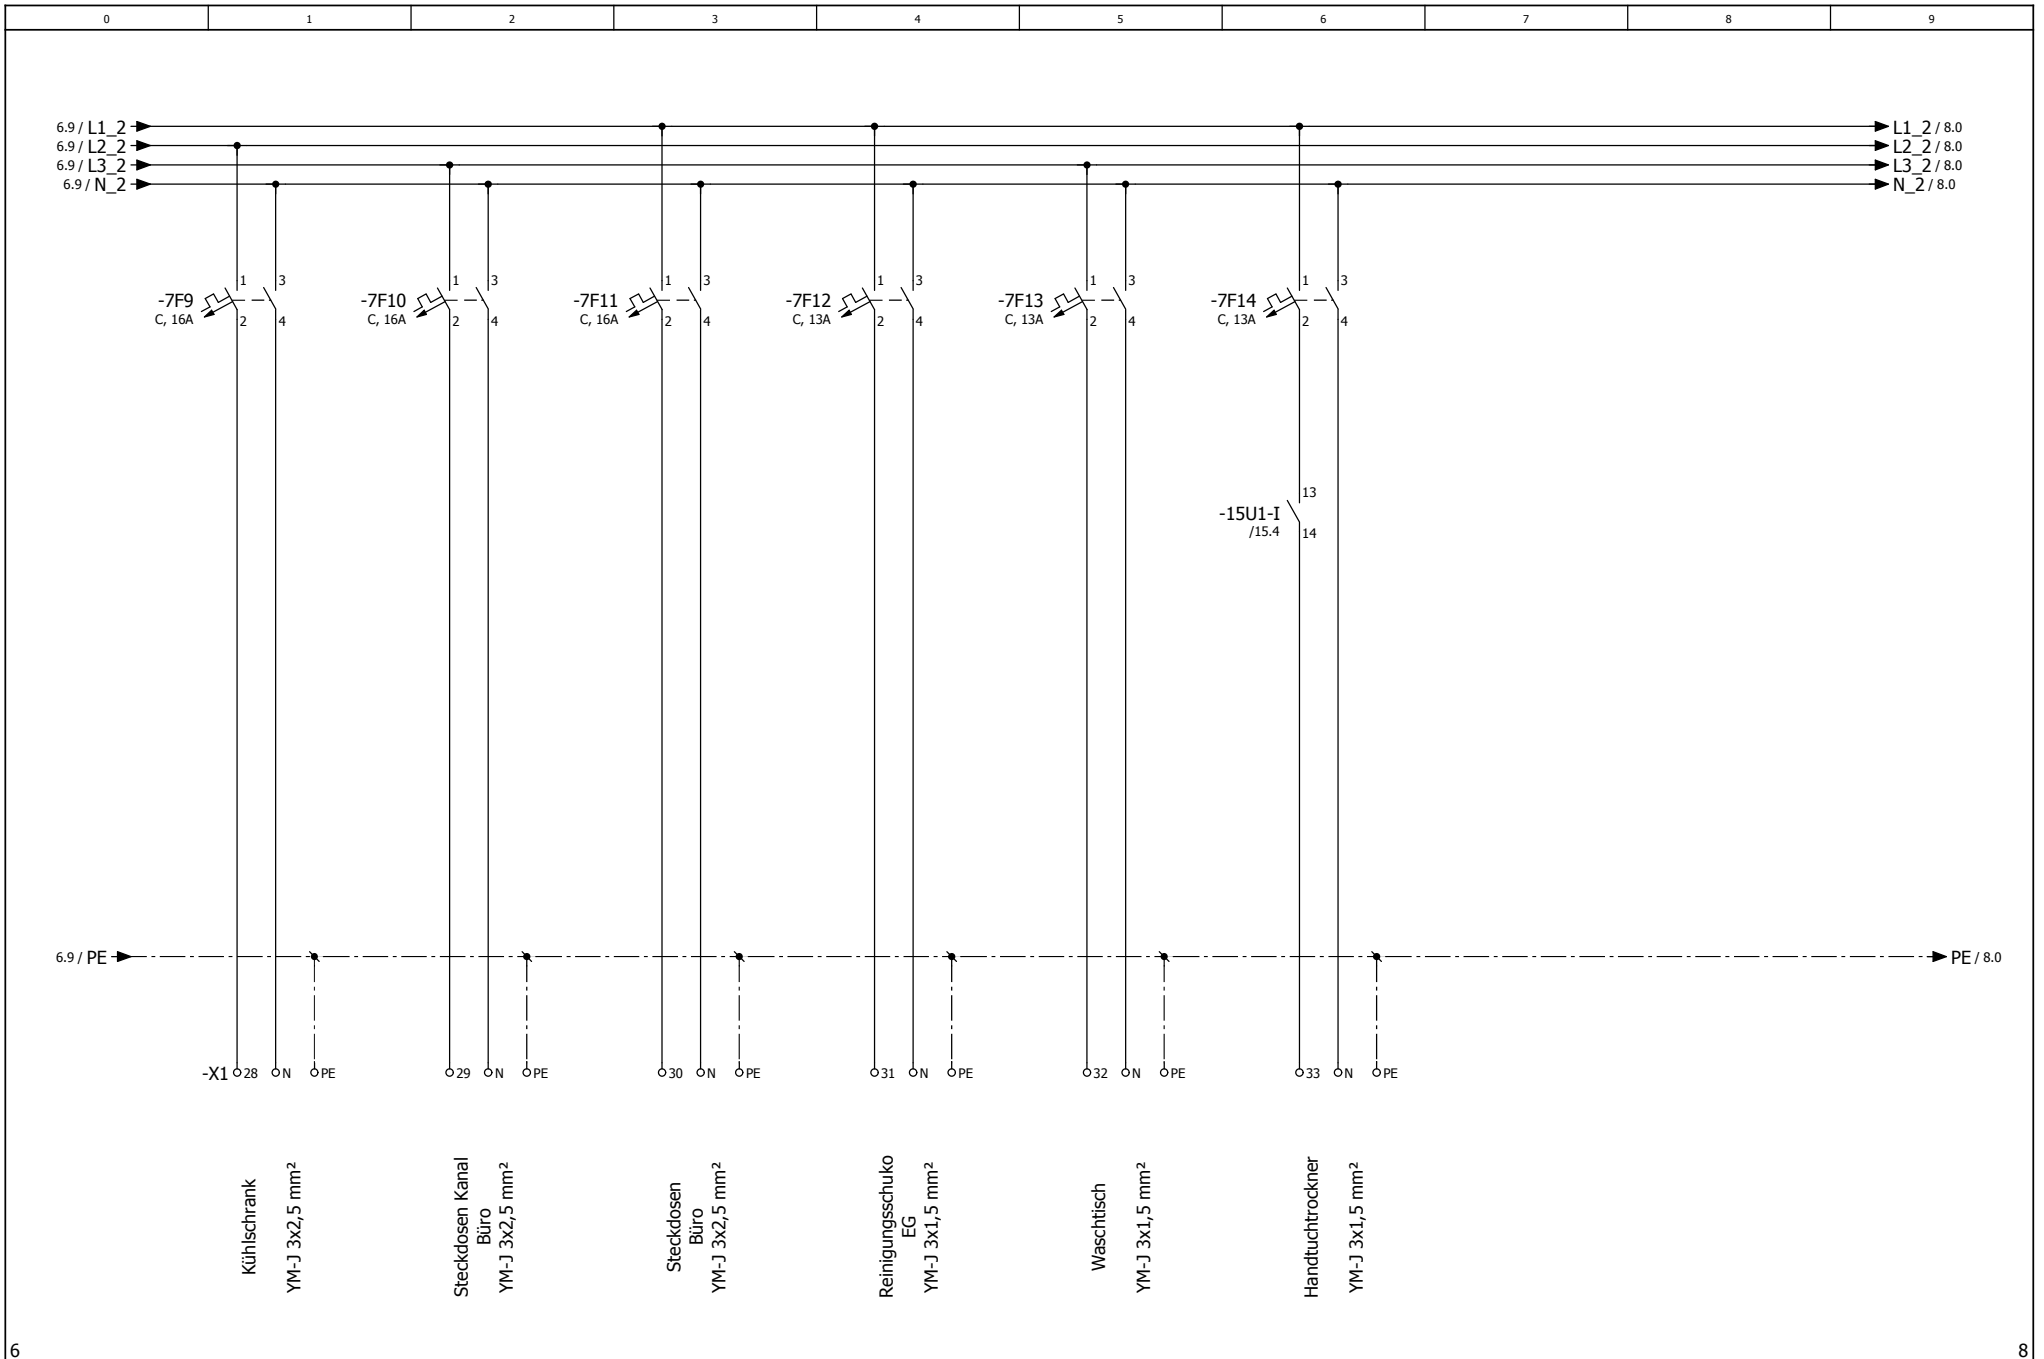 0 1 2 3 4 5 6 7 8 9
6.9 / L1_2 L1_2 / 8.0
6.9 / L2_2 L2_2 / 8.0
6.9 / L3_2 L3_2 / 8.0
6.9 / N_2 N_2 / 8.0
1 3 1 3 1 3 1 3 1 3 1 3
-7F9 -7F10 -7F11 -7F12 -7F13 -7F14
C, 16A C, 16A C, 16A C, 13A C, 13A C, 13A
2 4 2 4 2 4 2 4 2 4 2 4
13
-15U1-I
/15.4 14
6.9 / PE PE / 8.0
-X1 28 N PE 29 N PE 30 N PE 31 N PE 32 N PE 33 N PE
Kühlschrank
YM-J 3x2,5 mm²
Steckdosen Kanal
Büro
YM-J 3x2,5 mm²
Steckdosen
Büro
YM-J 3x2,5 mm²
Reinigungsschuko
EG
YM-J 3x1,5 mm²
Waschtisch
YM-J 3x1,5 mm²
Handtuchtrockner
YM-J 3x1,5 mm²
6 8